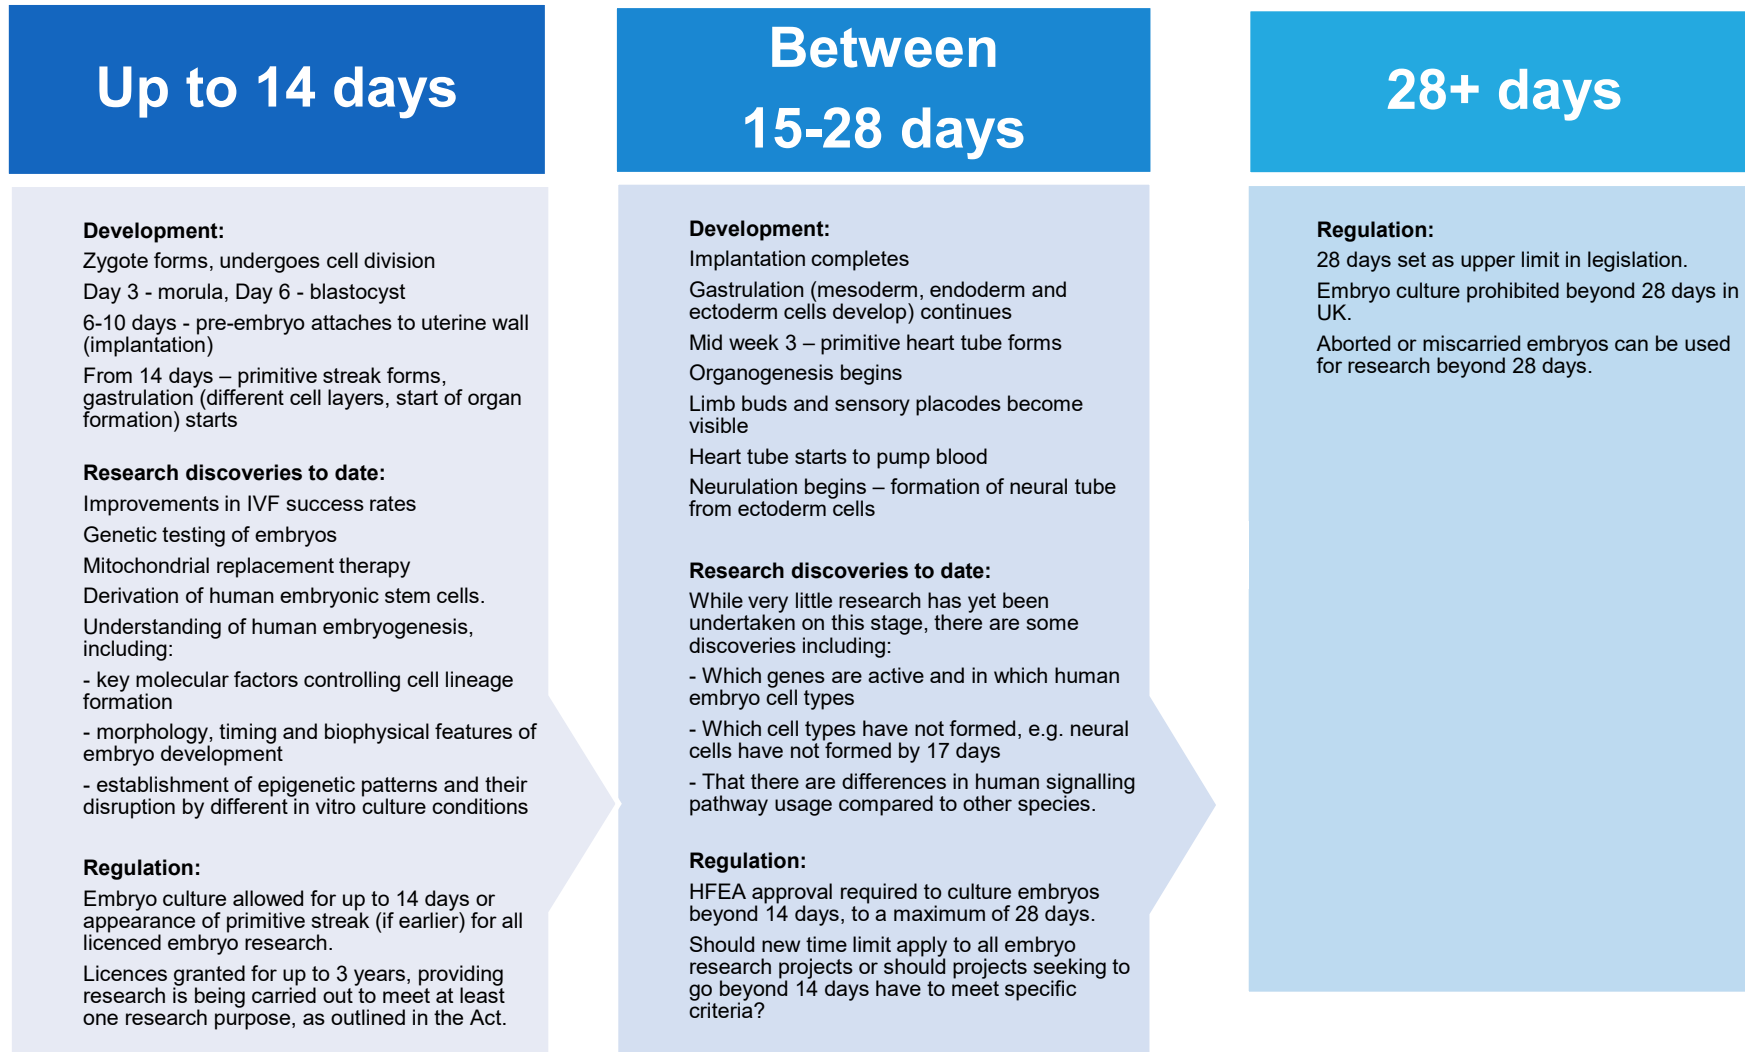 Up to 14 days
Development:
Zygote forms, undergoes cell division
Day 3 - morula, Day 6 - blastocyst
6-10 days - pre-embryo attaches to uterine wall
(implantation)
From 14 days – primitive streak forms,
gastrulation (different cell layers, start of organ
formation) starts
Research discoveries to date:
Improvements in IVF success rates
Genetic testing of embryos
Mitochondrial replacement therapy
Derivation of human embryonic stem cells.
Understanding of human embryogenesis,
including:
- key molecular factors controlling cell lineage
formation
- morphology, timing and biophysical features of
embryo development
- establishment of epigenetic patterns and their
disruption by different in vitro culture conditions
Regulation:
Embryo culture allowed for up to 14 days or
appearance of primitive streak (if earlier) for all
licenced embryo research.
Licences granted for up to 3 years, providing
research is being carried out to meet at least
one research purpose, as outlined in the Act.
Between
15-28 days
Development:
Implantation completes
Gastrulation (mesoderm, endoderm and
ectoderm cells develop) continues
Mid week 3 – primitive heart tube forms
Organogenesis begins
Limb buds and sensory placodes become
visible
Heart tube starts to pump blood
Neurulation begins – formation of neural tube
from ectoderm cells
Research discoveries to date:
While very little research has yet been
undertaken on this stage, there are some
discoveries including:
- Which genes are active and in which human
embryo cell types
- Which cell types have not formed, e.g. neural
cells have not formed by 17 days
- That there are differences in human signalling
pathway usage compared to other species.
Regulation:
HFEA approval required to culture embryos
beyond 14 days, to a maximum of 28 days.
Should new time limit apply to all embryo
research projects or should projects seeking to
go beyond 14 days have to meet specific
criteria?
28+ days
Regulation:
28 days set as upper limit in legislation.
Embryo culture prohibited beyond 28 days in
UK.
Aborted or miscarried embryos can be used
for research beyond 28 days.